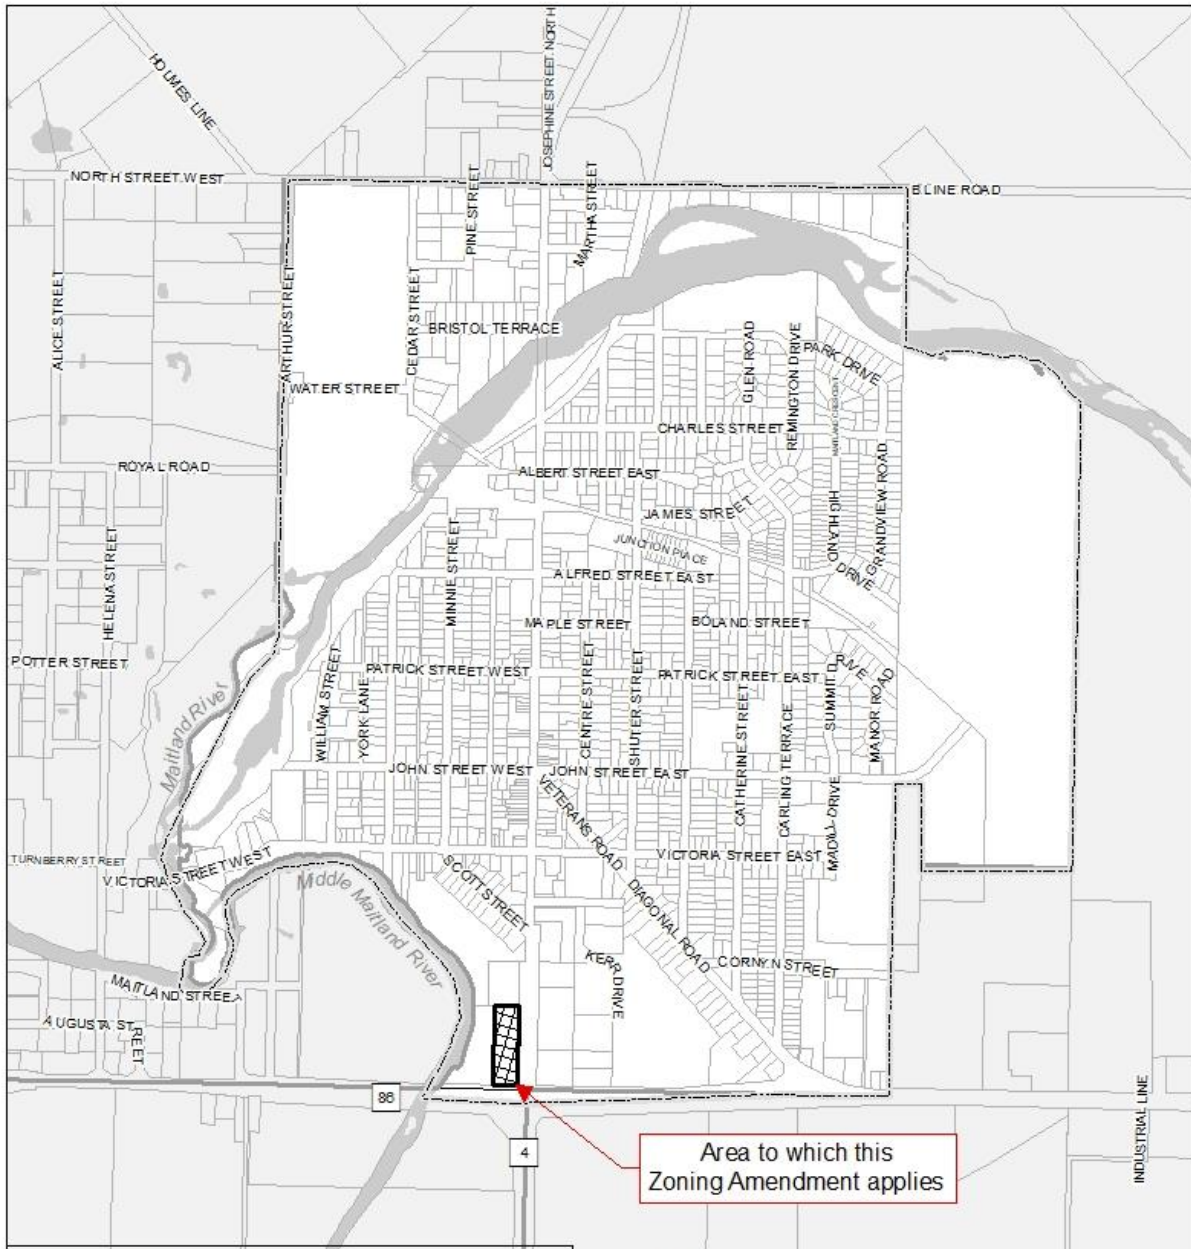 HOLMES LINE
JOSEPHINE STREET NORTH
NORTH STREET WEST
B LINE ROAD
PINE STREET
MARTHA STREET
ALICE STREET
ARTHUR STREET
CEDAR STREET
BRISTOL TERRACE
GLEN ROAD
REMINGTON DRIVE
PARK DRIVE
WATER STREET
MAITLAND CRESCENT
CHARLES STREET
ROYAL ROAD
ALBERT STREET EAST
GRANDVIEW ROAD
JAMES STREET
HIGHLAND
DRIVE
HELENA STREET
MINNIE STREET
JUNCTION PLACE
ALFRED STREET EAST
MAPLE STREET
BOLAND STREET
POTTER STREET
PATRICK STREET WEST
PATRICK STREET EAST
SUMMIT D
RIVE
MANOR ROAD
Maitland River
WILLIAM STREET
YORK LANE
CENTRE STREET
SHUTER STREET
CATHERINE STREET
CARLING TERRACE
JOHN STREET WEST
JOHN STREET EAST
VETERANS ROAD
MADILL DRIVE
TURNBERRY STREET
VICTORIA STREET WEST
VICTORIA STREET EAST
Middle Maitland River
SCOTT STREET
DIAGONAL ROAD
KERR DRIVE
CORNYN STREET
MAITLAND STREET
AUGUSTA ST
REET
86
4
INDUSTRIAL LINE
Area to which this
Zoning Amendment applies